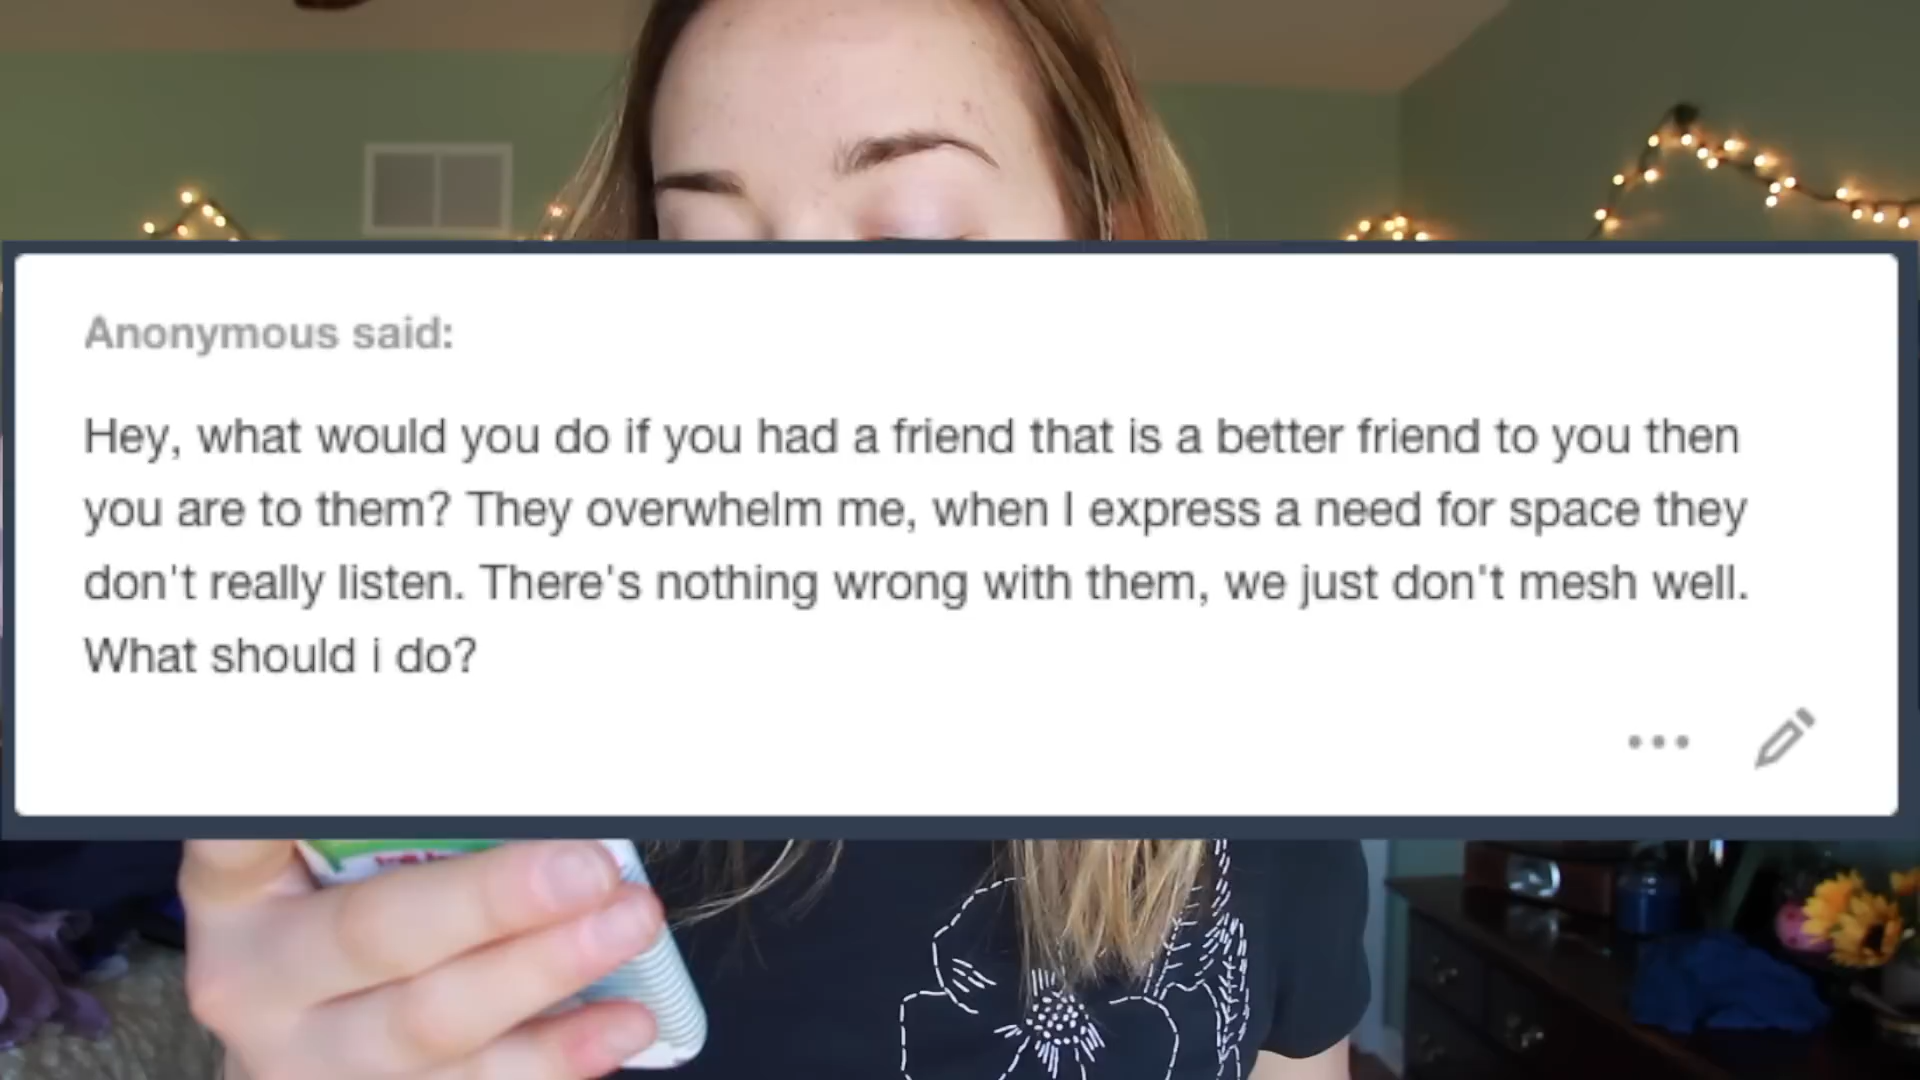 Anonymous said:
Hey, what would you do if you had a friend that is a better friend to you then
you are to them? They overwhelm me, when I express a need for space they
don't really listen. There's nothing wrong with them, we just don't mesh well.
What should i do?